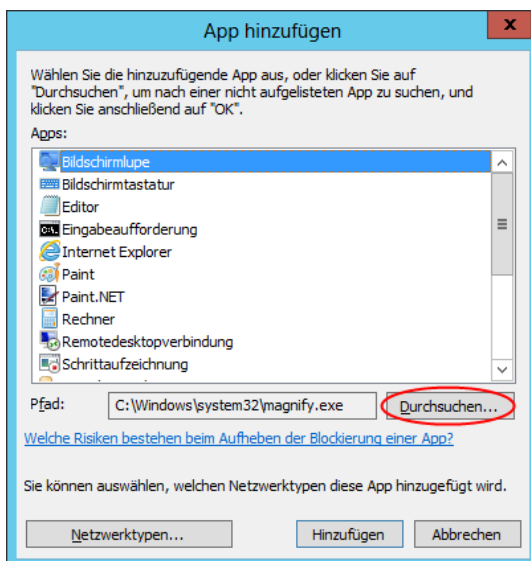 App hinzufügen
x
Wählen Sie die hinzuzufügende App aus, oder klicken Sie auf
"Durchsuchen", um nach einer nicht aufgelisteten App zu suchen, und
klicken Sie anschließend auf "OK".
Apps:
Bildschirmlupe
Bildschirmtastatur
Editor
Eingabeaufforderung
Internet Explorer
Paint
Paint.NET
Rechner
Remotedesktopverbindung
Schrittaufzeichnung
Pfad: C:\Windows\system32\magnify.exe Durchsuchen...
Welche Risiken bestehen beim Aufheben der Blockierung einer App?
Sie können auswählen, welchen Netzwerktypen diese App hinzugefügt wird.
Netzwerktypen... Hinzufügen Abbrechen